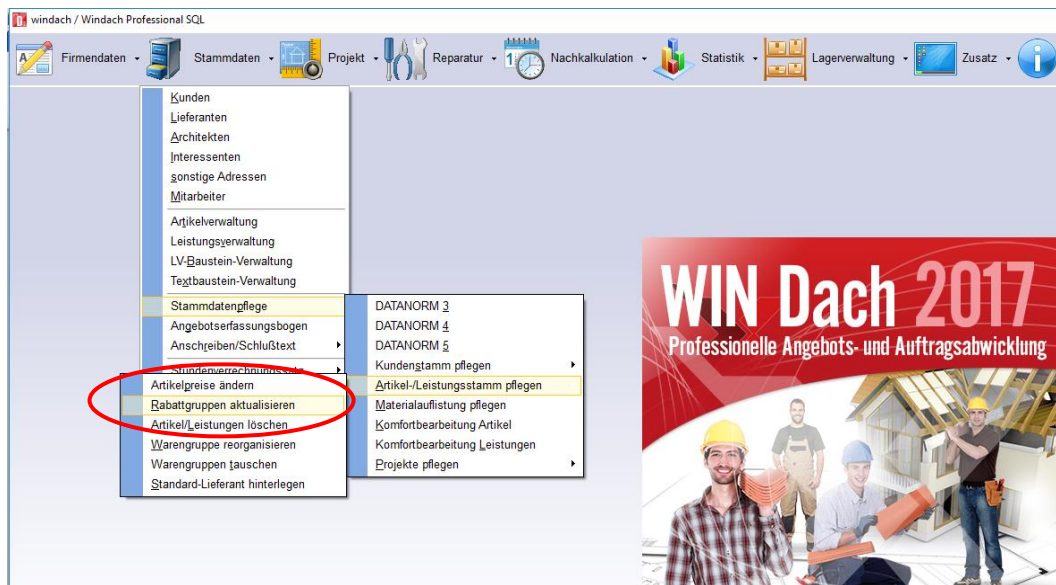 windach / Windach Professional SQL
Firmendaten
Stammdaten
Projekt
Reparatur
Nachkalkulation
Statistik
Lagerverwaltung
Zusatz
Kunden
Lieferanten
Architekten
Interessenten
sonstige Adressen
Mitarbeiter
Artikelverwaltung
Leistungsverwaltung
LV-Baustein-Verwaltung
Textbaustein-Verwaltung
Stammdatenpflege
Angebotserfassungsbogen
Anschreiben/Schlußtext
Stundenverrechnungssatz
DATANORM 3
DATANORM 4
DATANORM 5
Kundenstamm pflegen
Artikel-/Leistungsstamm pflegen
Materialauflistung pflegen
Komfortbearbeitung Artikel
Komfortbearbeitung Leistungen
Projekte pflegen
Artikelpreise ändern
Rabattgruppen aktualisieren
Artikel/Leistungen löschen
Warengruppe reorganisieren
Warengruppen tauschen
Standard-Lieferant hinterlegen
WIN Dach 2017
Professionelle Angebots- und Auftragsabwicklung